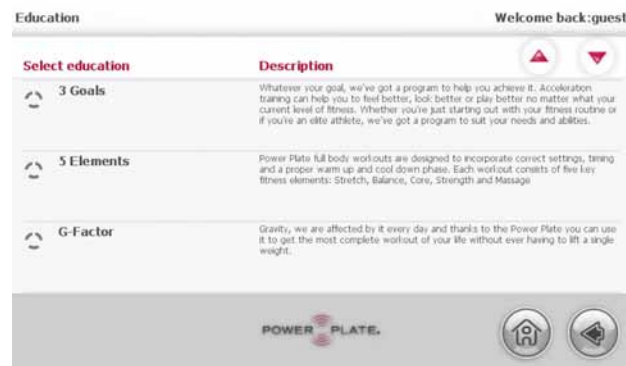 Education
Welcome back:guest
Select education
Description
3 Goals
Whatever your goal, we've got a program to help you achieve it. Acceleration
training can help you to feel better, look better or play better no matter what your
current level of fitness. Whether you're just starting out with your fitness routine or
if you're an elite athlete, we've got a program to suit your needs and abilities.
5 Elements
Power Plate full body workouts are designed to incorporate correct settings, timing
and a proper warm up and cool down phase. Each workout consists of five key
fitness elements: Stretch, Balance, Core, Strength and Massage
G-Factor
Gravity, we are affected by it every day and thanks to the Power Plate you can use
it to get the most complete workout of your life without ever having to lift a single
weight.
POWER PLATE.